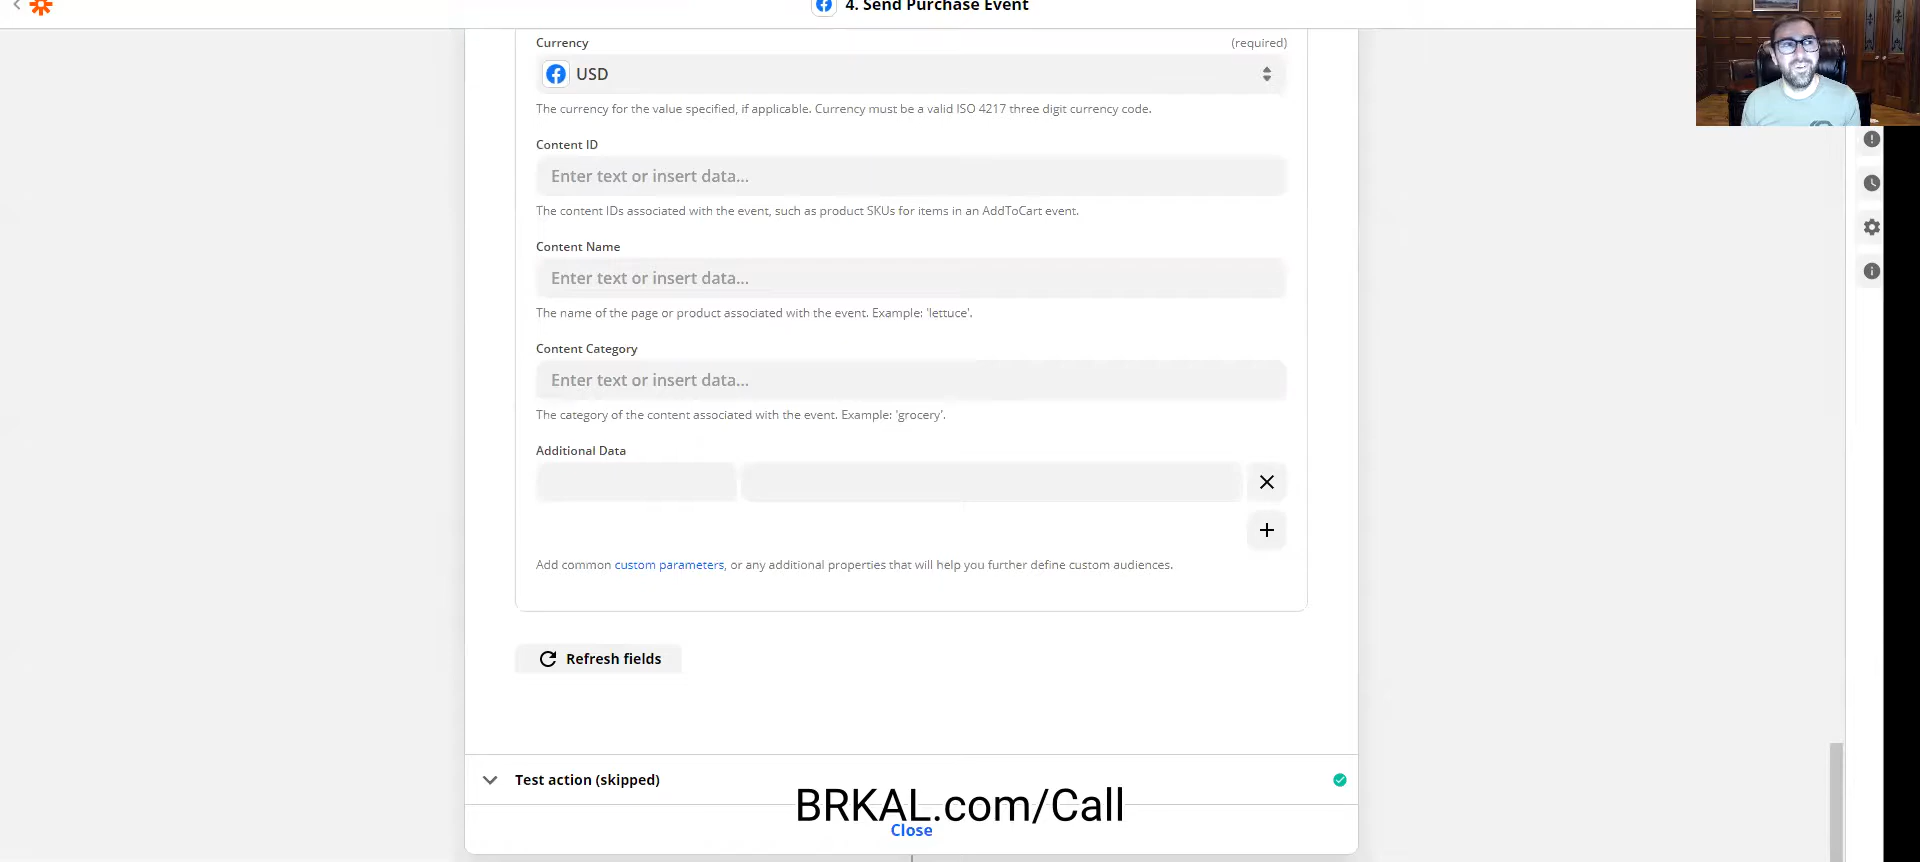 4. Send Purchase Event
Currency
(required)
USD
The currency for the value specified, if applicable. Currency must be a valid ISO 4217 three digit currency code.
Content ID
Enter text or insert data...
The content IDs associated with the event, such as product SKUs for items in an AddToCart event.
Content Name
Enter text or insert data...
The name of the page or product associated with the event. Example: 'lettuce'.
Content Category
Enter text or insert data...
The category of the content associated with the event. Example: 'grocery'.
Additional Data
Add common custom parameters, or any additional properties that will help you further define custom audiences.
Refresh fields
Test action (skipped)
BRKAL.com/Call
Close